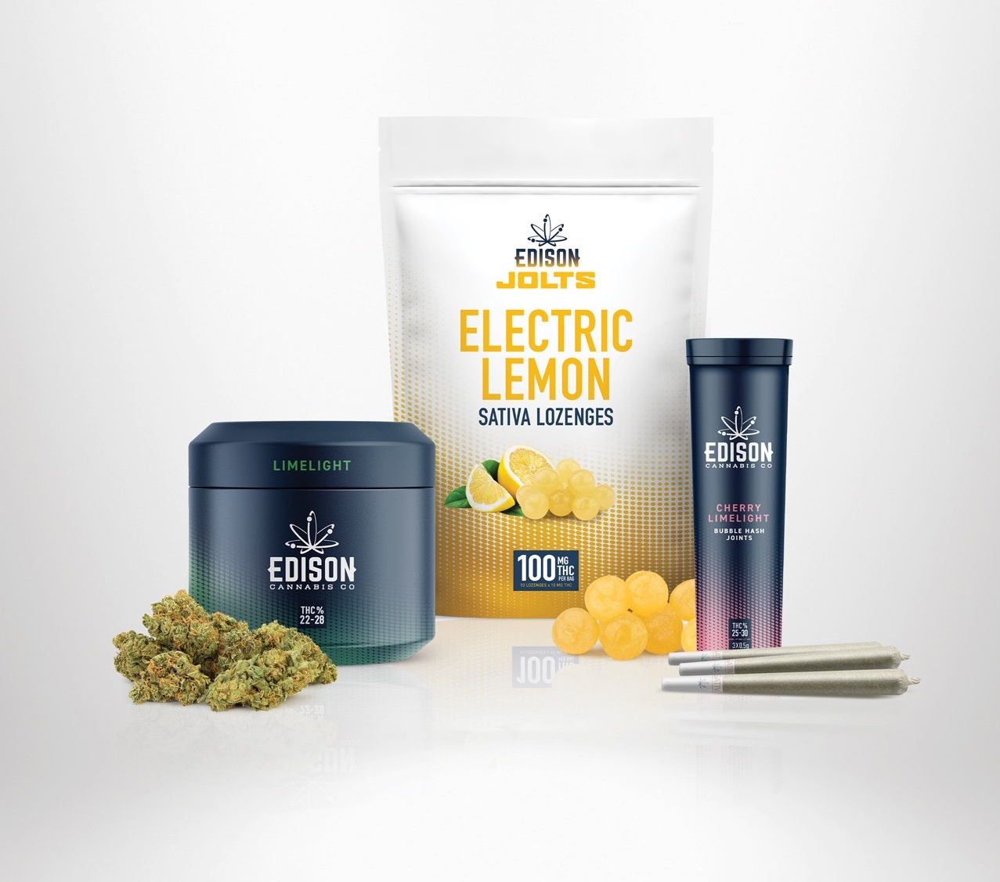 LIMELIGHT
EDISON
CANNABIS CO
THC%
22-28
EDISON
JOLTS
ELECTRIC
LEMON
SATIVA LOZENGES
100 MG
THC
PER BAG
10 LOZENGES x 10 MG THC
EDISON
CANNABIS CO
CHERRY
LIMELIGHT
BUBBLE HASH
JOINTS
THC%
25-30
3X0.5g